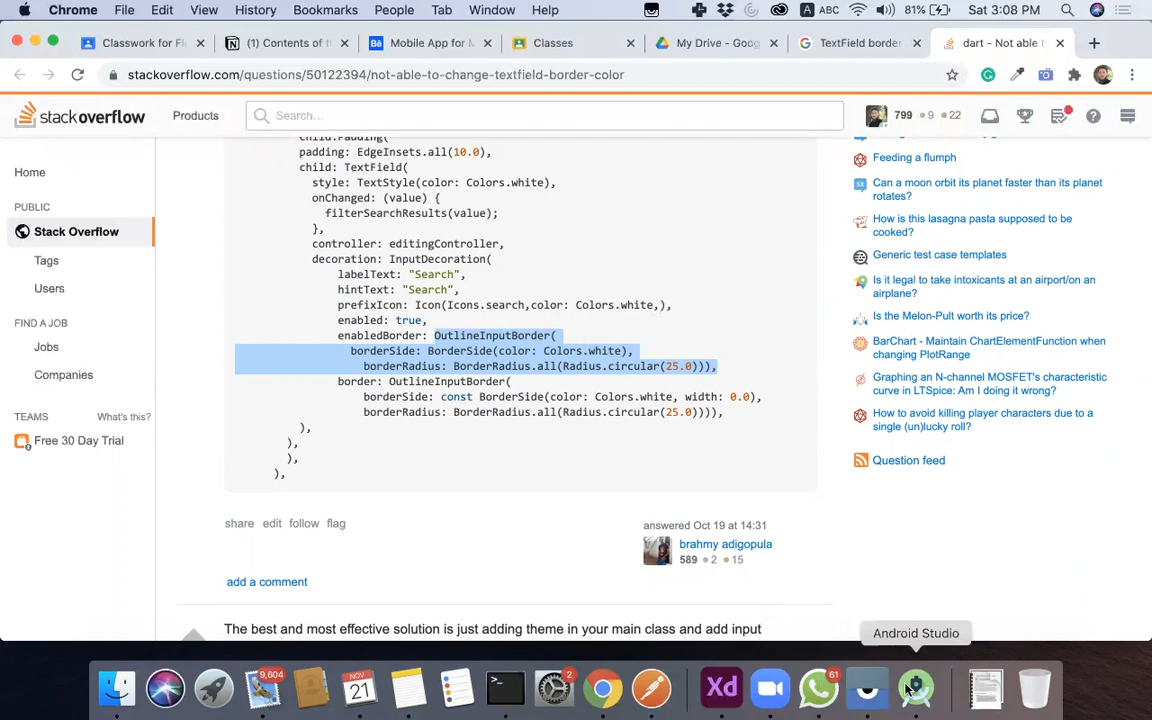 Chrome File Edit View History Bookmarks People Tab Window Help A ABC 81% Sat 3:08 PM
Classwork for Fl
(1) Contents of t
Mobile App for M
Classes
My Drive - Goog
TextField border
dart - Not able to
stackoverflow.com/questions/50122394/not-able-to-change-textfield-border-color
stackoverflow Products Search... 799 9 22
Home
PUBLIC
Stack Overflow
Tags
Users
FIND A JOB
Jobs
Companies
TEAMS What's this?
Free 30 Day Trial
child:Padding(
padding: EdgeInsets.all(10.0),
child: TextField(
style: TextStyle(color: Colors.white),
onChanged: (value) {
filterSearchResults(value);
},
controller: editingController,
decoration: InputDecoration(
labelText: "Search",
hintText: "Search",
prefixIcon: Icon(Icons.search,color: Colors.white,),
enabled: true,
enabledBorder: OutlineInputBorder(
borderSide: BorderSide(color: Colors.white),
borderRadius: BorderRadius.all(Radius.circular(25.0))),
border: OutlineInputBorder(
borderSide: const BorderSide(color: Colors.white, width: 0.0),
borderRadius: BorderRadius.all(Radius.circular(25.0)))),
),
),
),
),
share edit follow flag
answered Oct 19 at 14:31
brahmy adigopula
589 2 15
add a comment
The best and most effective solution is just adding theme in your main class and add input
Feeding a flumph
Can a moon orbit its planet faster than its planet
rotates?
How is this lasagna pasta supposed to be
cooked?
Generic test case templates
Is it legal to take intoxicants at an airport/on an
airplane?
Is the Melon-Pult worth its price?
BarChart - Maintain ChartElementFunction when
changing PlotRange
Graphing an N-channel MOSFET's characteristic
curve in LTSpice: Am I doing it wrong?
How to avoid killing player characters due to a
single (un)lucky roll?
Question feed
Android Studio
9,604
NOV
21
2
Xd
61